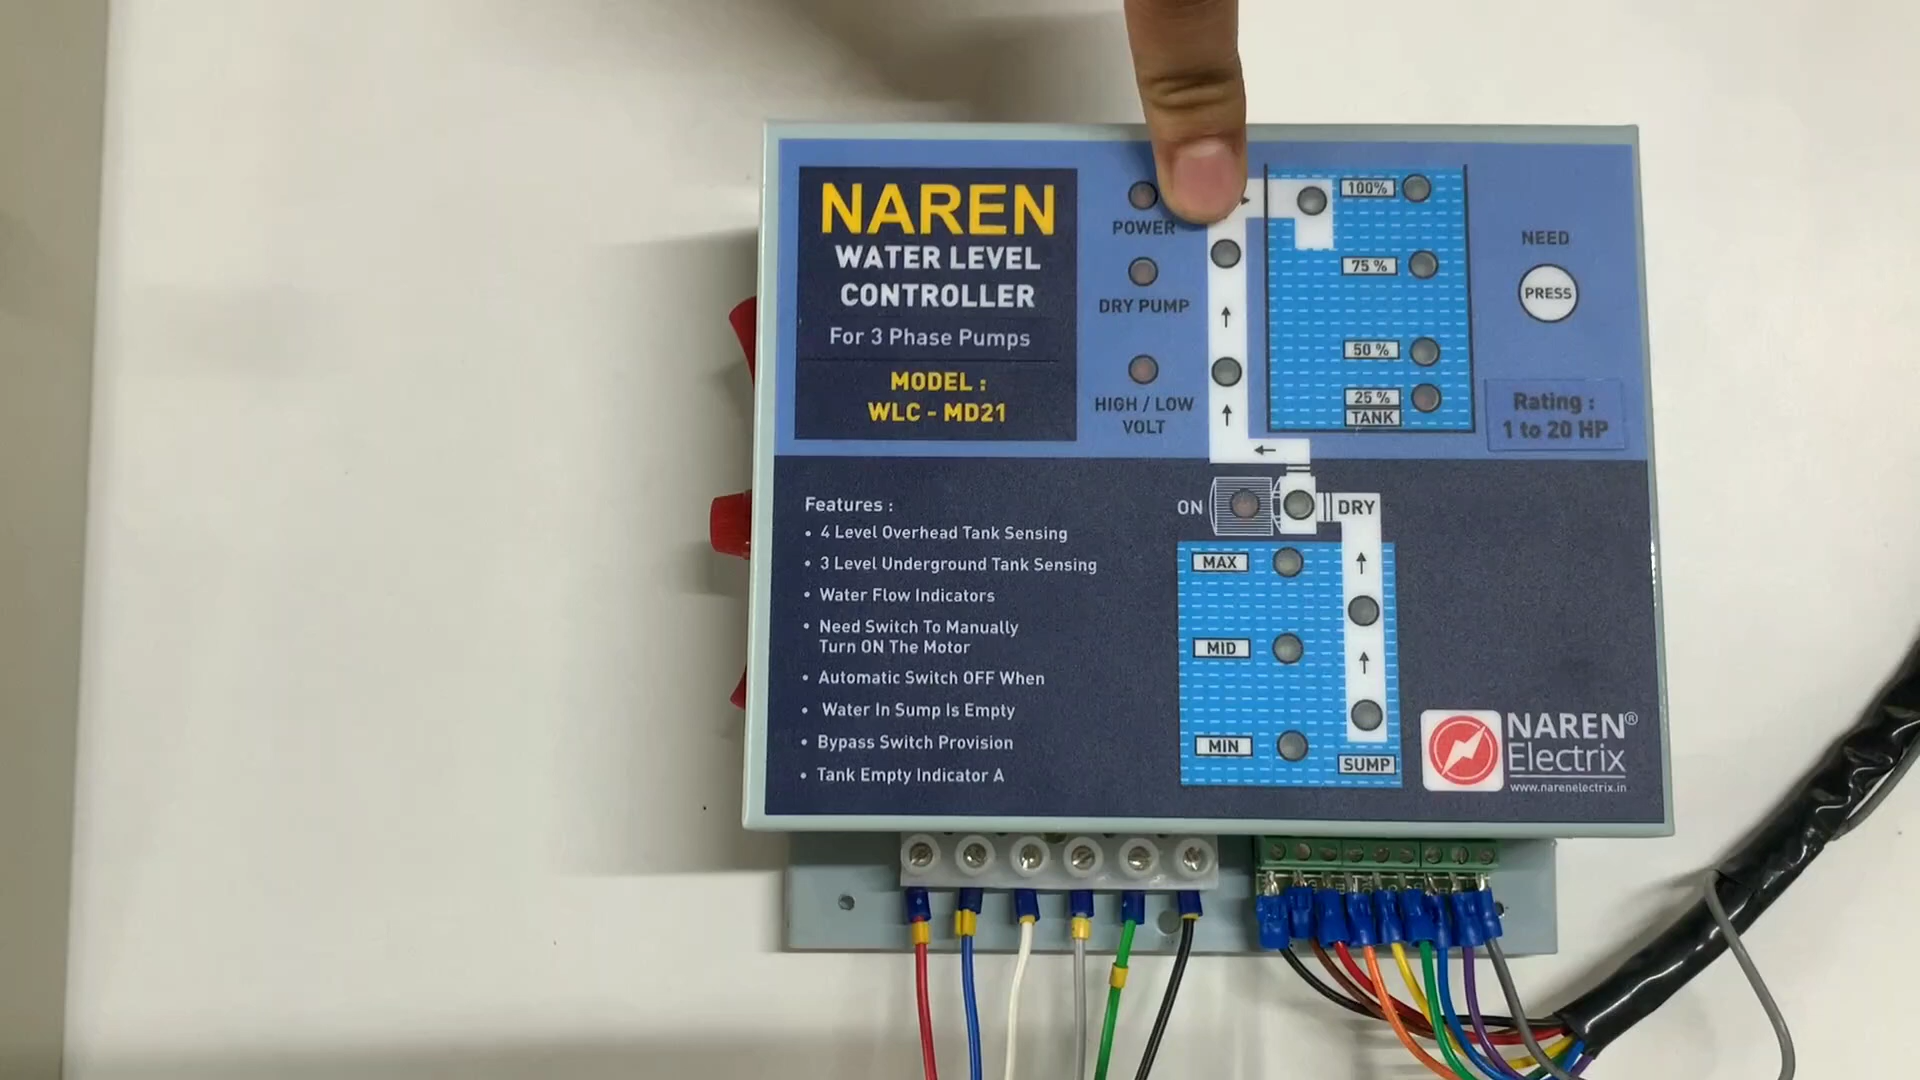 NAREN
WATER LEVEL
CONTROLLER
For 3 Phase Pumps
MODEL :
WLC - MD21
POWER
DRY PUMP
HIGH / LOW
VOLT
100%
75 %
50 %
25 %
TANK
NEED
PRESS
Rating :
1 to 20 HP
ON
DRY
MAX
MID
MIN
SUMP
Features :
• 4 Level Overhead Tank Sensing
• 3 Level Underground Tank Sensing
• Water Flow Indicators
• Need Switch To Manually
Turn ON The Motor
• Automatic Switch OFF When
• Water In Sump Is Empty
• Bypass Switch Provision
• Tank Empty Indicator A
NAREN®
Electrix
www.narenelectrix.in